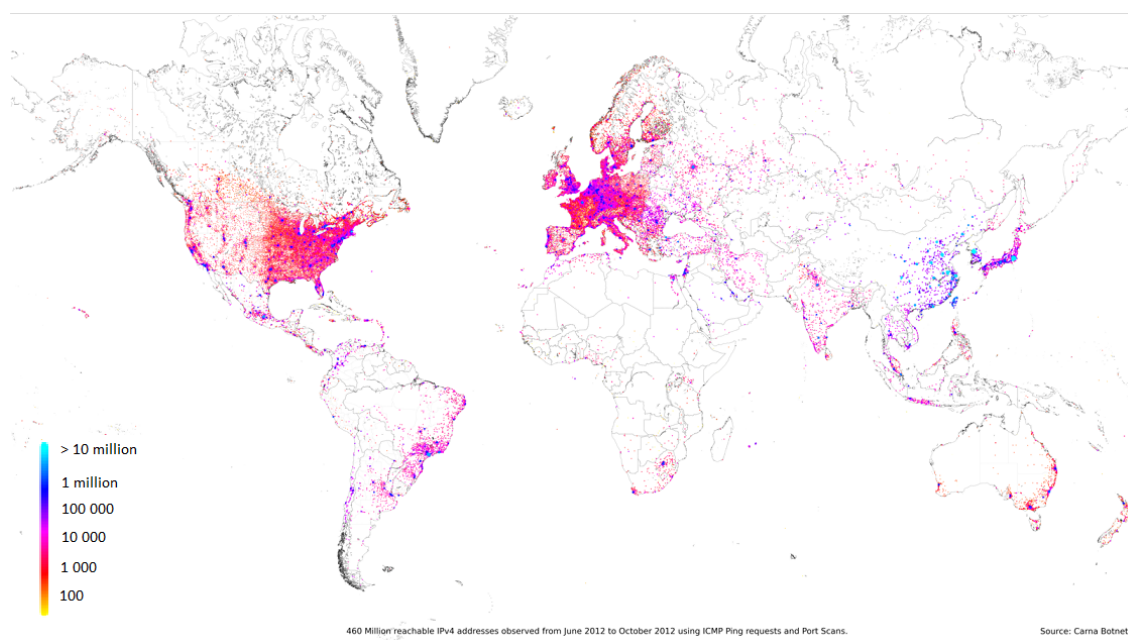 > 10 million
1 million
100 000
10 000
1 000
100
460 Million reachable IPv4 addresses observed from June 2012 to October 2012 using ICMP Ping requests and Port Scans.
Source: Carna Botnet